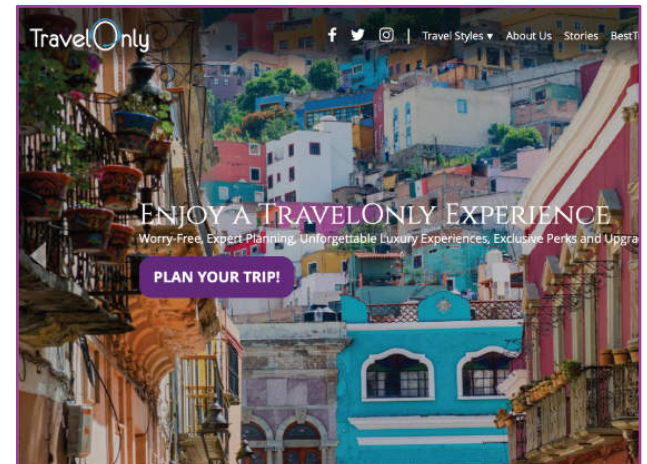 TravelOnly
Travel Styles ▾ About Us Stories
ENJOY A TRAVELONLY EXPERIENCE
Worry-Free, Expert Planning, Unforgettable Luxury Experiences, Exclusive Perks and
PLAN YOUR TRIP!